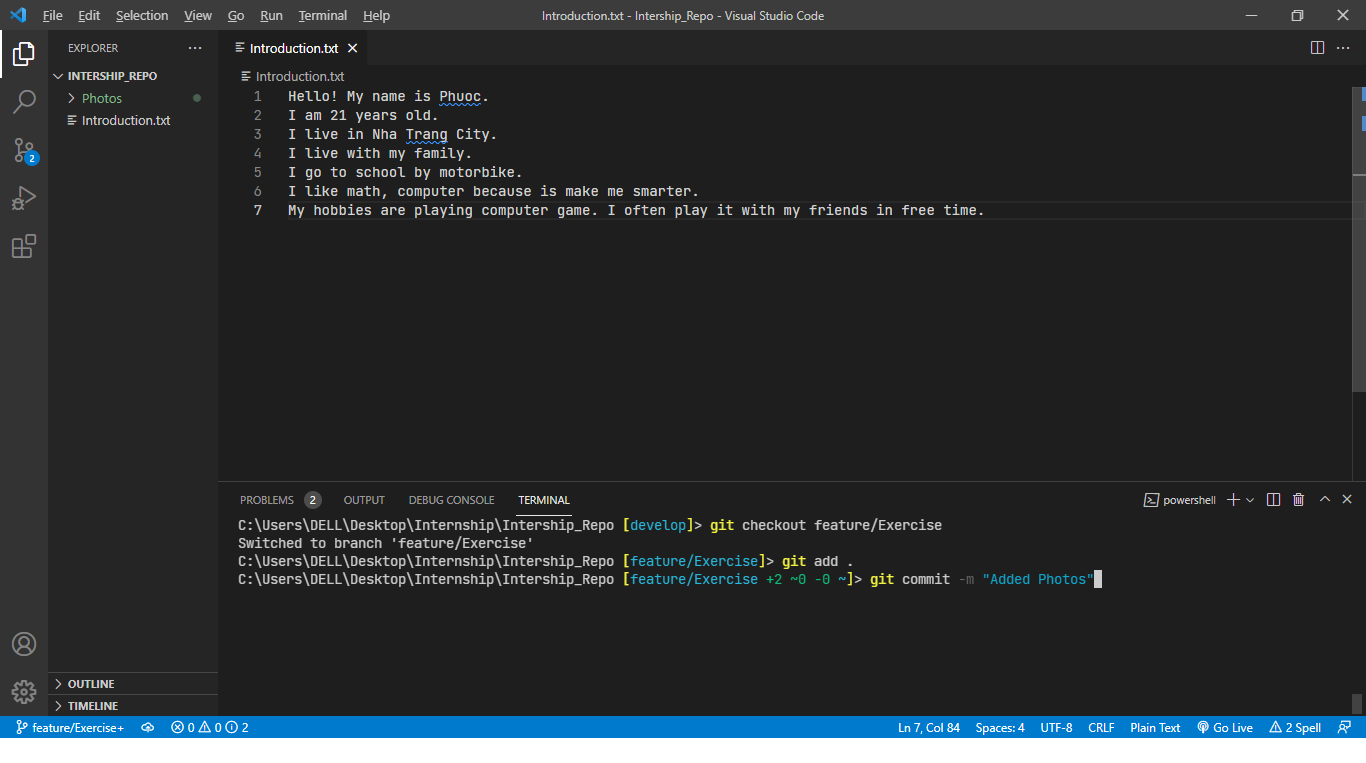 File Edit Selection View Go Run Terminal Help Introduction.txt - Intership_Repo - Visual Studio Code
EXPLORER
INTERSHIP_REPO
Photos
Introduction.txt
2
OUTLINE
TIMELINE
Introduction.txt
Introduction.txt
1 Hello! My name is Phuoc.
2 I am 21 years old.
3 I live in Nha Trang City.
4 I live with my family.
5 I go to school by motorbike.
6 I like math, computer because is make me smarter.
7 My hobbies are playing computer game. I often play it with my friends in free time.
PROBLEMS 2 OUTPUT DEBUG CONSOLE TERMINAL powershell
C:\Users\DELL\Desktop\Internship\Intership_Repo [develop]> git checkout feature/Exercise
Switched to branch 'feature/Exercise'
C:\Users\DELL\Desktop\Internship\Intership_Repo [feature/Exercise]> git add .
C:\Users\DELL\Desktop\Internship\Intership_Repo [feature/Exercise +2 ~0 -0 ~]> git commit -m "Added Photos"
feature/Exercise+ 0 0 2 Ln 7, Col 84 Spaces: 4 UTF-8 CRLF Plain Text Go Live 2 Spell